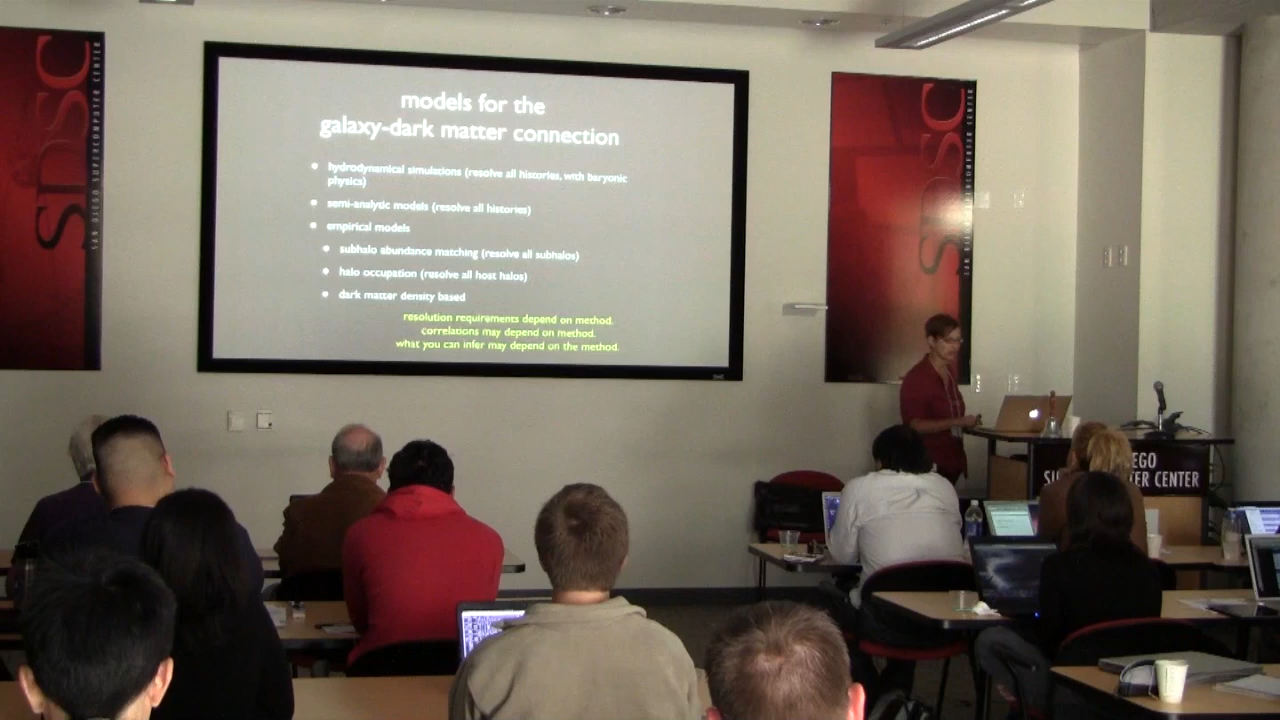 models for the
galaxy-dark matter connection
hydrodynamical simulations (resolve all histories, with baryonic
physics)
semi-analytic models (resolve all histories)
empirical models
subhalo abundance matching (resolve all subhalos)
halo occupation (resolve all host halos)
dark matter density based
resolution requirements depend on method.
correlations may depend on method.
what you can infer may depend on the method.
SDSC
SAN DIEGO SUPERCOMPUTER CENTER
SDSC
SAN DIEGO SUPERCOMPUTER CENTER
EGO
SU ER CENTER